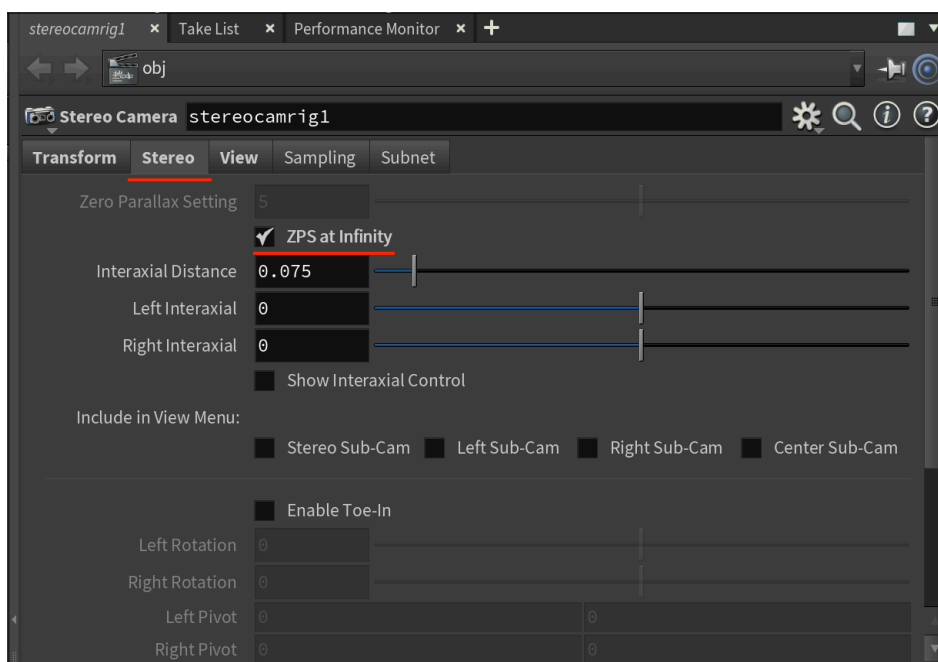 stereocamrig1 × Take List × Performance Monitor × +
obj
Stereo Camera stereocamrig1
Transform Stereo View Sampling Subnet
Zero Parallax Setting 5
ZPS at Infinity
Interaxial Distance 0.075
Left Interaxial 0
Right Interaxial 0
Show Interaxial Control
Include in View Menu:
Stereo Sub-Cam Left Sub-Cam Right Sub-Cam Center Sub-Cam
Enable Toe-In
Left Rotation 0
Right Rotation 0
Left Pivot 0 0
Right Pivot 0 0